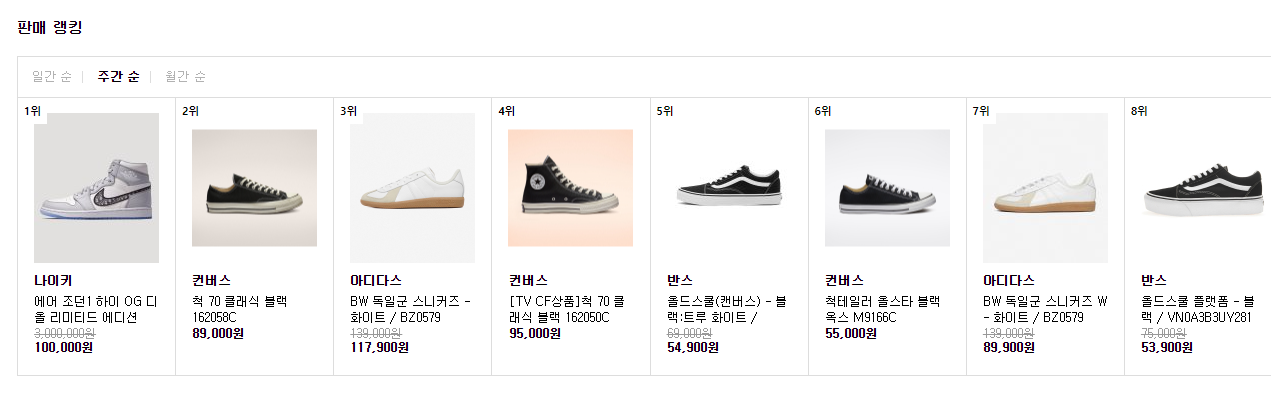 판매 랭킹
일간 순
주간 순
월간 순
1위
나이키
에어 조던1 하이 OG 디
올 리미티드 에디션
3,000,000원
100,000원
2위
컨버스
척 70 클래식 블랙
162058C
89,000원
3위
아디다스
BW 독일군 스니커즈 -
화이트 / BZ0579
139,000원
117,900원
4위
컨버스
[TV CF상품]척 70 클
래식 블랙 162050C
95,000원
5위
반스
올드스쿨(캔버스) - 블
랙:트루 화이트 /
69,000원
54,900원
6위
컨버스
척테일러 올스타 블랙
옥스 M9166C
55,000원
7위
아디다스
BW 독일군 스니커즈 W
- 화이트 / BZ0579
139,000원
89,900원
8위
반스
올드스쿨 플랫폼 - 블
랙 / VN0A3B3UY281
75,000원
53,900원